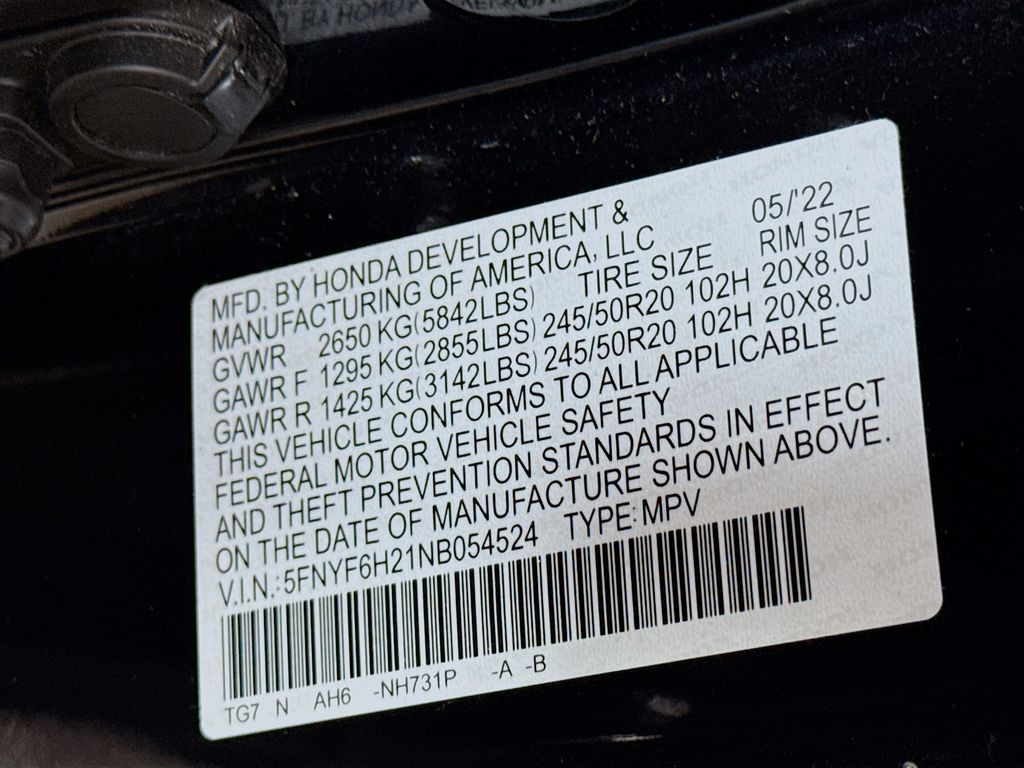 MFD. BY HONDA DEVELOPMENT & 05/'22
MANUFACTURING OF AMERICA, LLC RIM SIZE
GVWR 2650 KG(5842LBS) TIRE SIZE
GAWR F 1295 KG(2855LBS) 245/50R20 102H 20X8.0J
GAWR R 1425 KG(3142LBS) 245/50R20 102H 20X8.0J
THIS VEHICLE CONFORMS TO ALL APPLICABLE
FEDERAL MOTOR VEHICLE SAFETY
AND THEFT PREVENTION STANDARDS IN EFFECT
ON THE DATE OF MANUFACTURE SHOWN ABOVE.
V.I.N.:5FNYF6H21NB054524 TYPE:MPV
TG7 N AH6 -NH731P -A -B